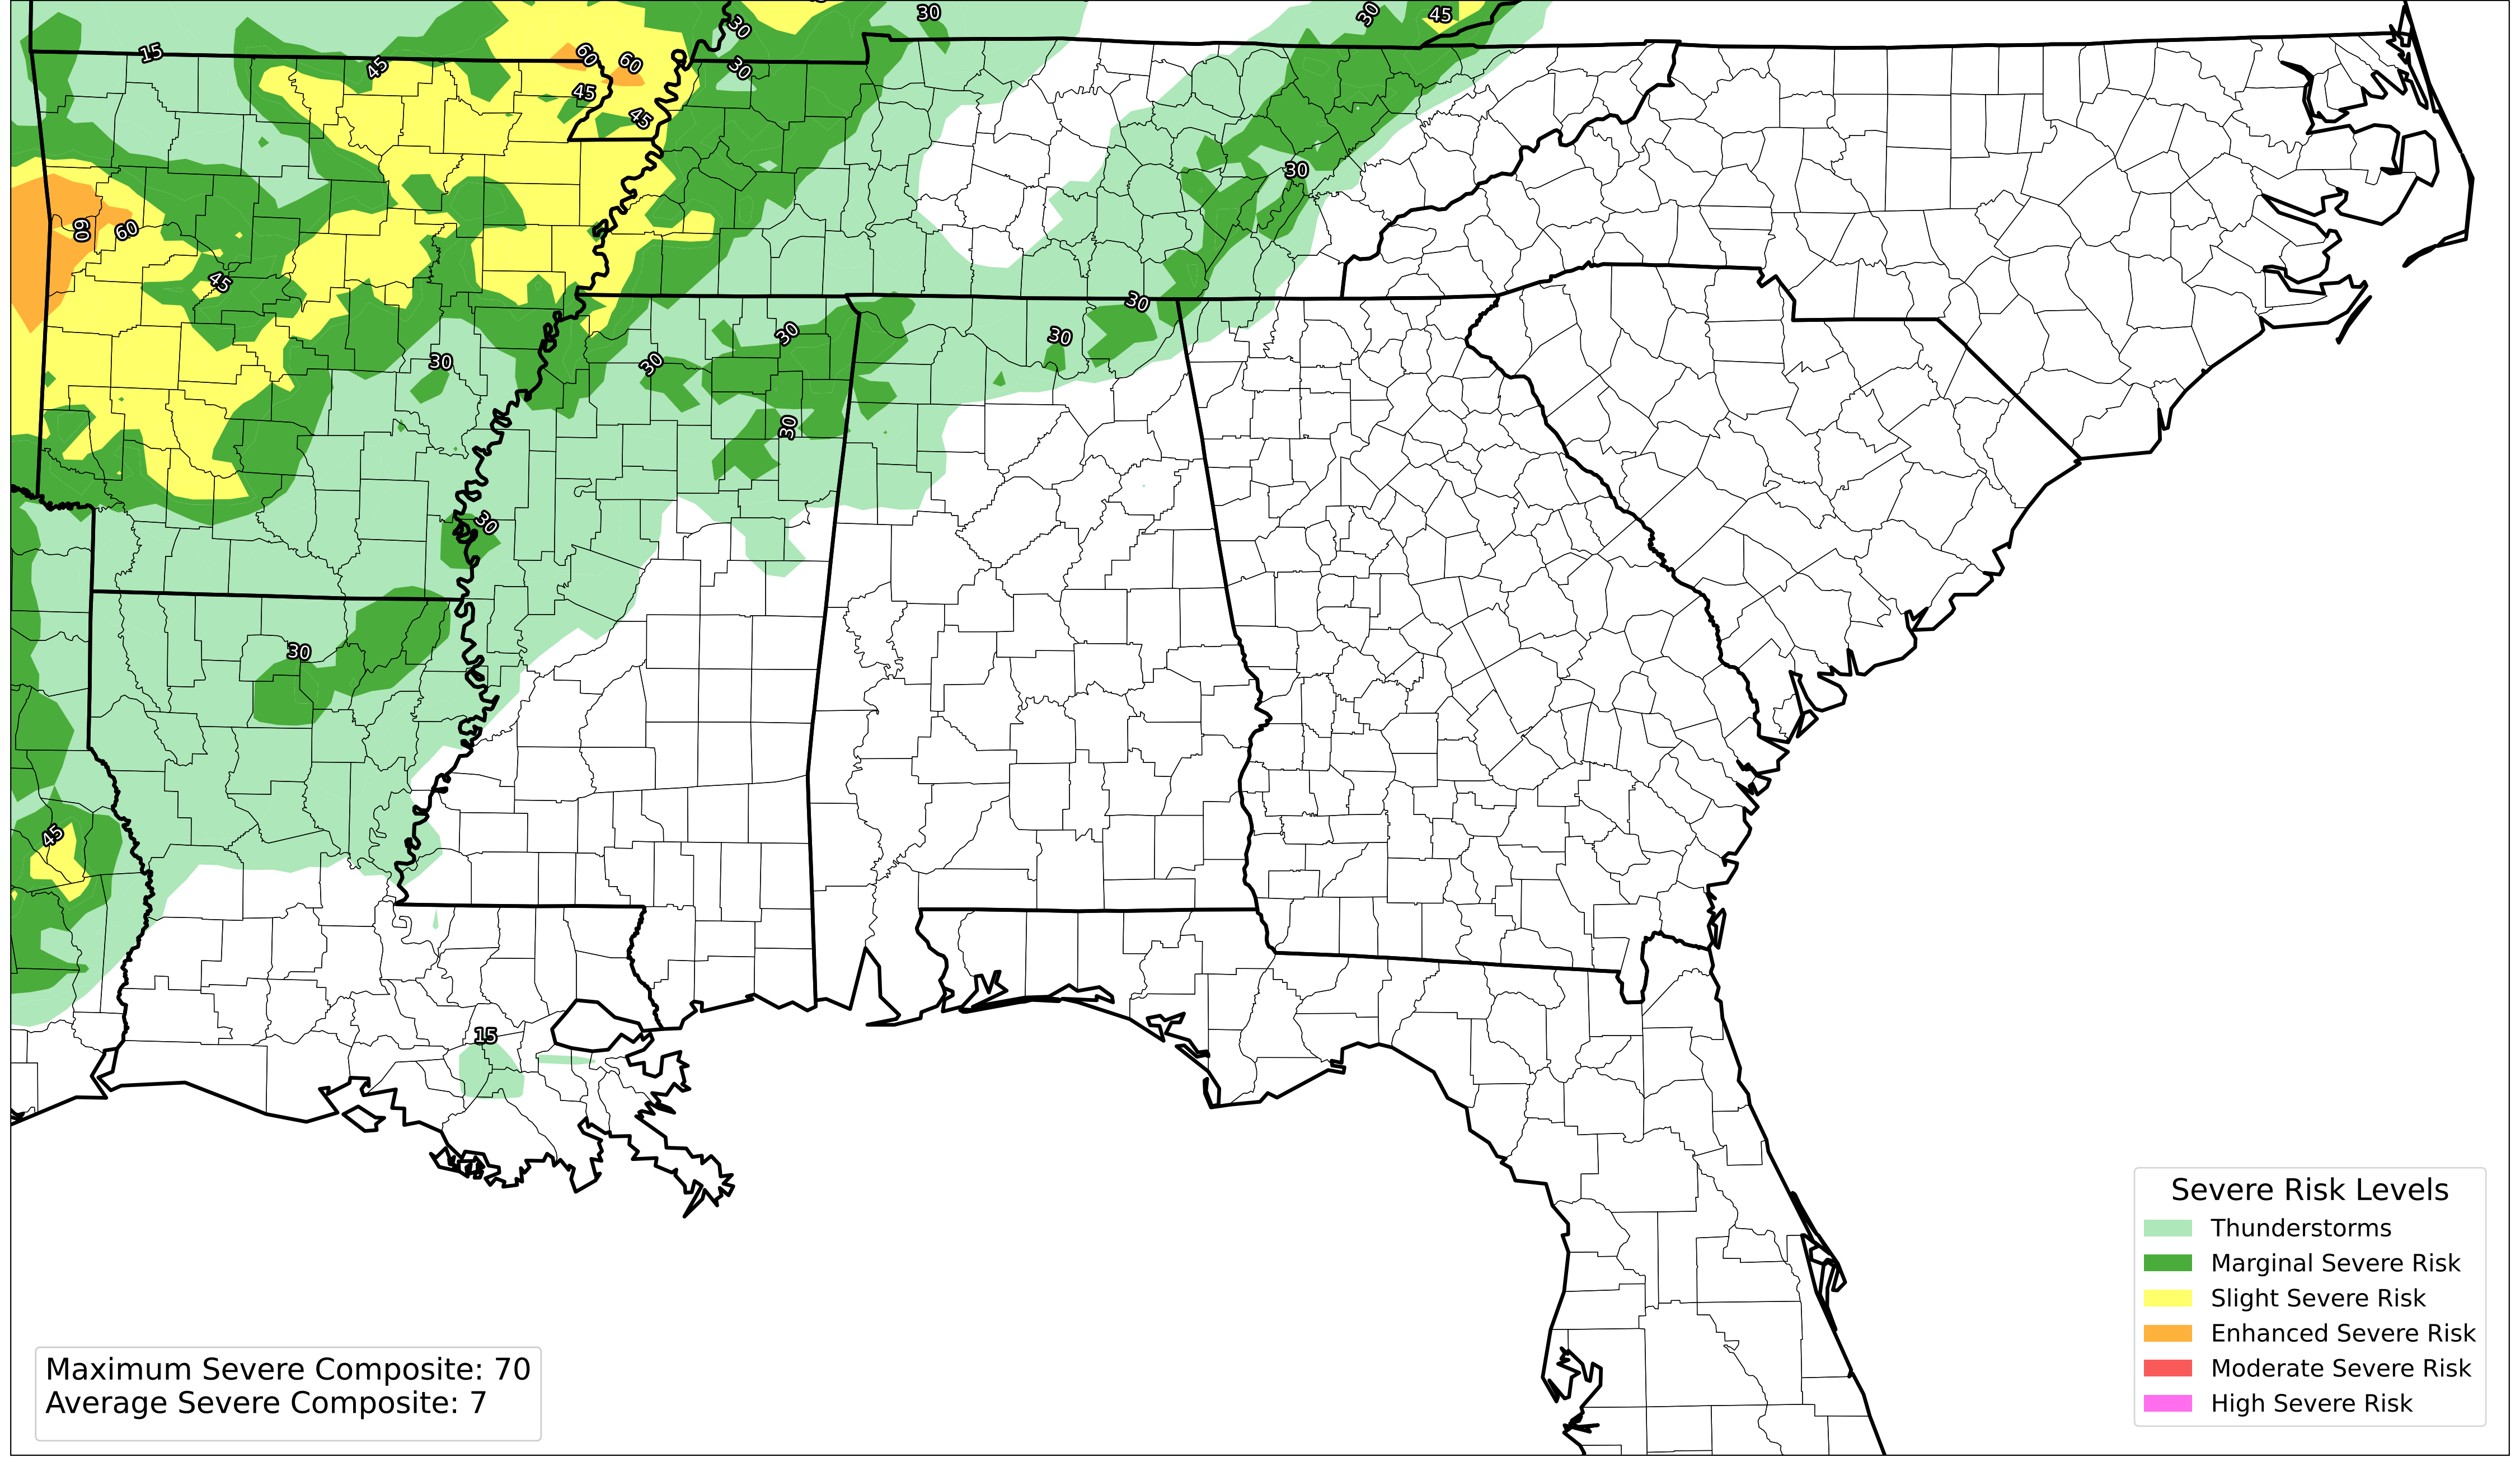 30
30
45
30
15
45
60
60
30
45
45
30
60
60
45
30
30
30
30
30
30
30
30
30
45
15
Severe Risk Levels
Thunderstorms
Marginal Severe Risk
Slight Severe Risk
Enhanced Severe Risk
Moderate Severe Risk
High Severe Risk
Maximum Severe Composite: 70
Average Severe Composite: 7